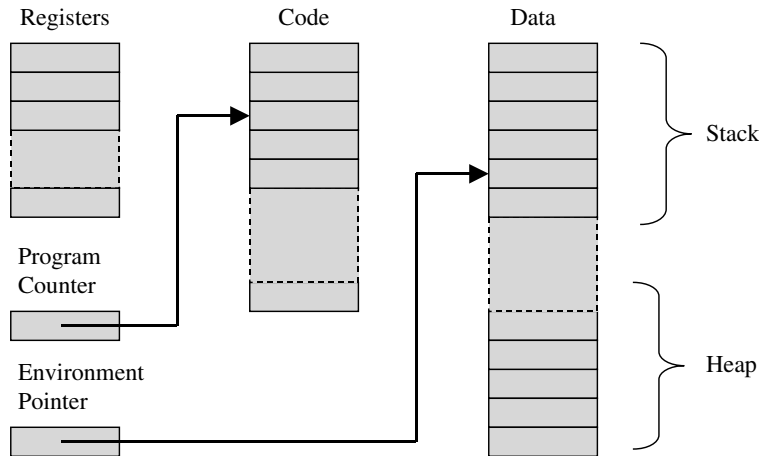 Registers
Code
Data
Stack
Program
Counter
Environment
Pointer
Heap